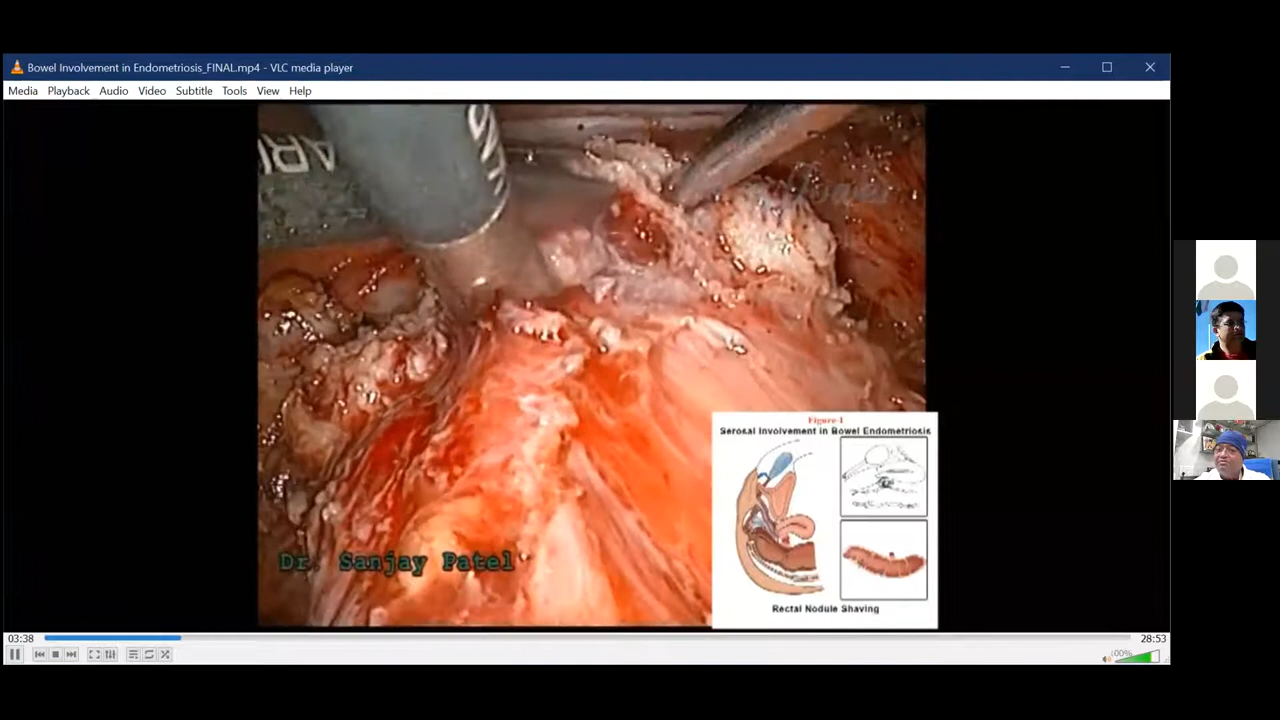 Bowel Involvement in Endometriosis_FINAL.mp4 - VLC media player
Media Playback Audio Video Subtitle Tools View Help
Dr. Sanjay Patel
Figure-1
Serosal Involvement in Bowel Endometriosis
Rectal Nodule Shaving
03:38
28:53
100%